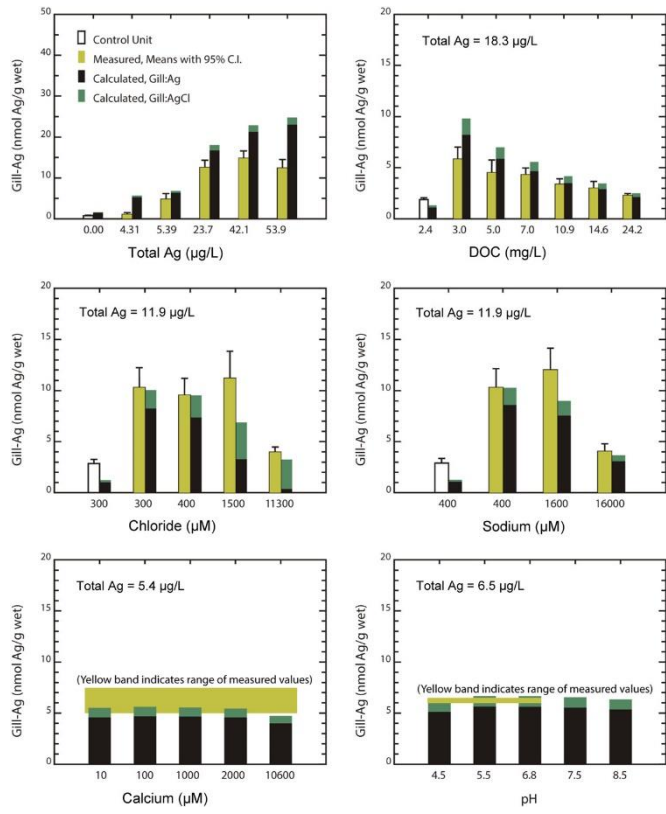 50
40
30
20
10
0
Gill-Ag (nmol Ag/g wet)
Control Unit
Measured, Means with 95% C.I.
Calculated, Gill:Ag
Calculated, Gill:AgCl
0.00 4.31 5.39 23.7 42.1 53.9
Total Ag (µg/L)
20
15
10
5
0
Gill-Ag (nmol Ag/g wet)
Total Ag = 18.3 µg/L
2.4 3.0 5.0 7.0 10.9 14.6 24.2
DOC (mg/L)
20
15
10
5
0
Gill-Ag (nmol Ag/g wet)
Total Ag = 11.9 µg/L
300 300 400 1500 11300
Chloride (µM)
20
15
10
5
0
Gill-Ag (nmol Ag/g wet)
Total Ag = 11.9 µg/L
400 400 1600 16000
Sodium (µM)
20
15
10
5
0
Gill-Ag (nmol Ag/g wet)
Total Ag = 5.4 µg/L
(Yellow band indicates range of measured values)
10 100 1000 2000 10600
Calcium (µM)
20
15
10
5
0
Gill-Ag (nmol Ag/g wet)
Total Ag = 6.5 µg/L
(Yellow band indicates range of measured values)
4.5 5.5 6.8 7.5 8.5
pH